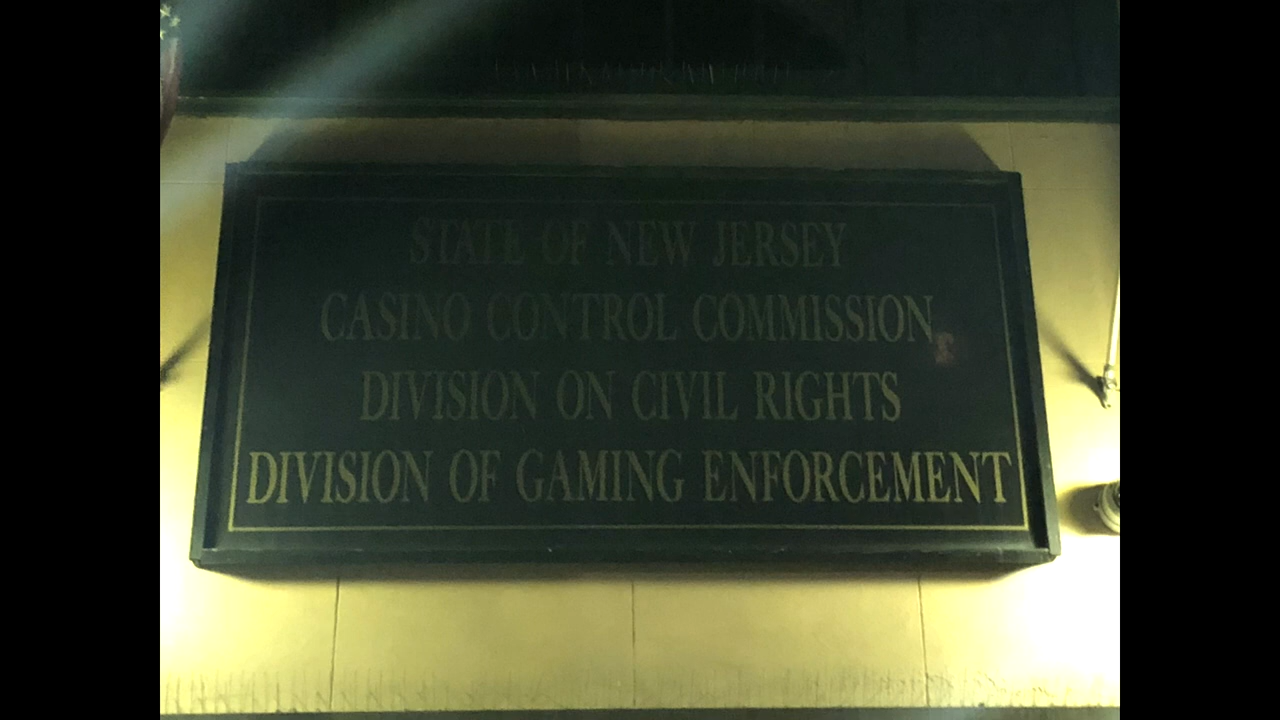 STATE OF NEW JERSEY
CASINO CONTROL COMMISSION
DIVISION ON CIVIL RIGHTS
DIVISION OF GAMING ENFORCEMENT